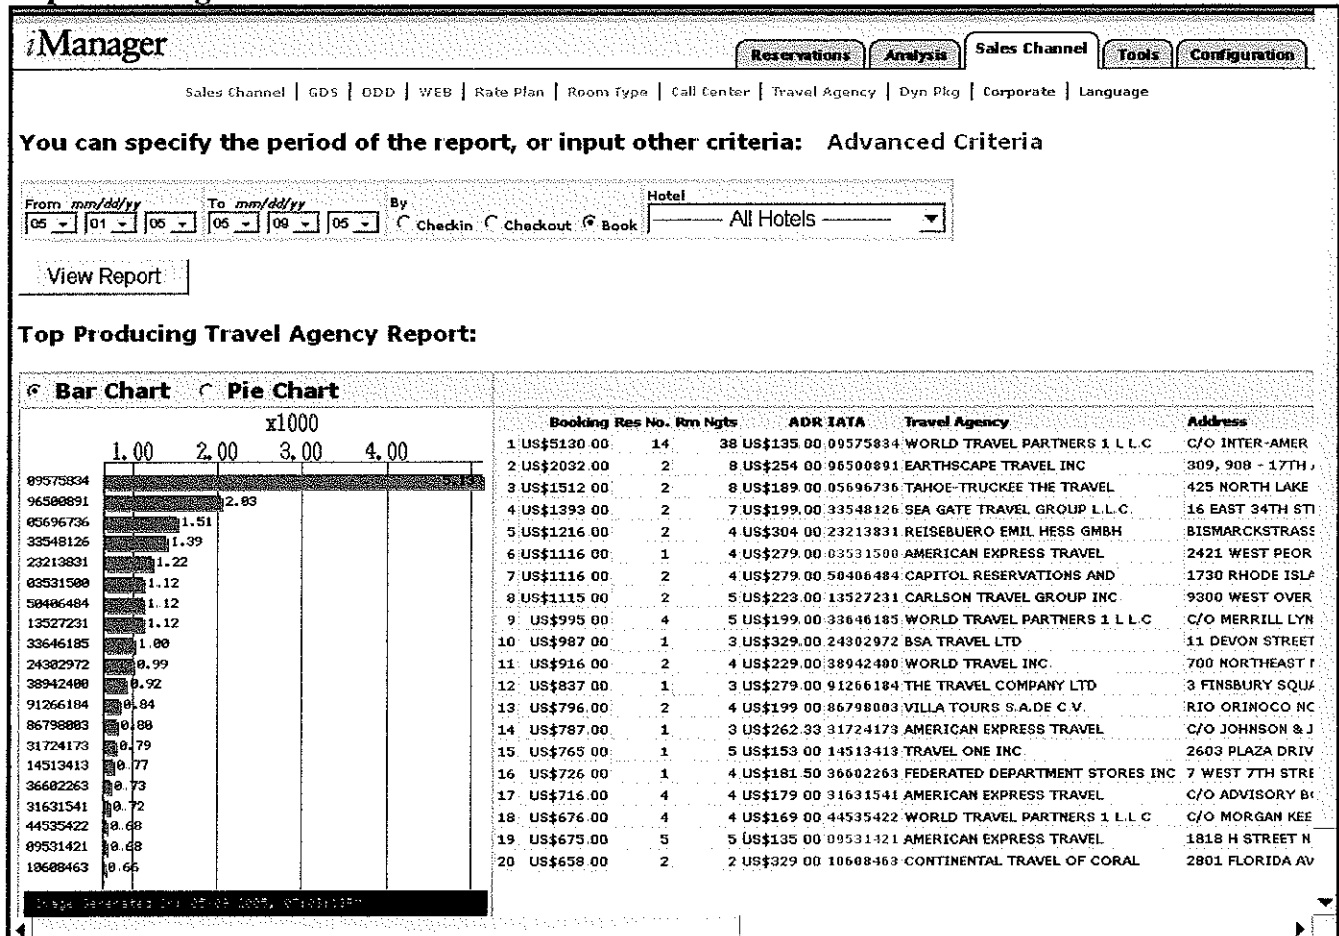 iManager
Reservations Analysis Sales Channel Tools Configuration
Sales Channel | GDS | ODD | WEB | Rate Plan | Room Type | Call Center | Travel Agency | Dyn Pkg | Corporate | Language
You can specify the period of the report, or input other criteria: Advanced Criteria
From mm/dd/yy To mm/dd/yy By Hotel
05 01 05 05 09 05 Checkin Checkout Book All Hotels
View Report
Top Producing Travel Agency Report:
Bar Chart Pie Chart
x1000
1.00 2.00 3.00 4.00
09575834 5.13
96500891 2.03
05696736 1.51
33548126 1.39
23213831 1.22
03531500 1.12
50406484 1.12
13527231 1.12
33646185 1.00
24302972 0.99
38942400 0.92
91266184 0.84
86798003 0.80
31724173 0.79
14513413 0.77
36602263 0.73
31631541 0.72
44535422 0.68
09531421 0.68
10608463 0.66
Booking Res No. Rm Ngts ADR IATA Travel Agency Address
1 US$5130.00 14 38 US$135.00 09575834 WORLD TRAVEL PARTNERS 1 L.L.C C/O INTER-AMER
2 US$2032.00 2 8 US$254.00 96500891 EARTHSCAPE TRAVEL INC 309, 908 - 17TH
3 US$1512.00 2 8 US$189.00 05696736 TAHOE-TRUCKEE THE TRAVEL 425 NORTH LAKE
4 US$1393.00 2 7 US$199.00 33548126 SEA GATE TRAVEL GROUP L.L.C. 16 EAST 34TH ST
5 US$1216.00 2 4 US$304.00 23213831 REISEBUERO EMIL HESS GMBH BISMARCKSTRASS
6 US$1116.00 1 4 US$279.00 03531500 AMERICAN EXPRESS TRAVEL 2421 WEST PEOR
7 US$1116.00 2 4 US$279.00 50406484 CAPITOL RESERVATIONS AND 1730 RHODE ISLA
8 US$1115.00 2 5 US$223.00 13527231 CARLSON TRAVEL GROUP INC 9300 WEST OVER
9 US$995.00 4 5 US$199.00 33646185 WORLD TRAVEL PARTNERS 1 L.L.C C/O MERRILL LYN
10 US$987.00 1 3 US$329.00 24302972 BSA TRAVEL LTD 11 DEVON STREET
11 US$916.00 2 4 US$229.00 38942400 WORLD TRAVEL INC. 700 NORTHEAST
12 US$837.00 1 3 US$279.00 91266184 THE TRAVEL COMPANY LTD 3 FINSBURY SQUA
13 US$796.00 2 4 US$199.00 86798003 VILLA TOURS S.A.DE C.V. RIO ORINOCO NO
14 US$787.00 1 3 US$262.33 31724173 AMERICAN EXPRESS TRAVEL C/O JOHNSON & J
15 US$765.00 1 5 US$153.00 14513413 TRAVEL ONE INC 2603 PLAZA DRIV
16 US$726.00 1 4 US$181.50 36602263 FEDERATED DEPARTMENT STORES INC 7 WEST 7TH STRE
17 US$716.00 4 4 US$179.00 31631541 AMERICAN EXPRESS TRAVEL C/O ADVISORY
18 US$676.00 4 4 US$169.00 44535422 WORLD TRAVEL PARTNERS 1 L.L.C C/O MORGAN KEE
19 US$675.00 5 5 US$135.00 09531421 AMERICAN EXPRESS TRAVEL 1818 H STREET N
20 US$658.00 2 2 US$329.00 10608463 CONTINENTAL TRAVEL OF CORAL 2801 FLORIDA AV
Image Generated